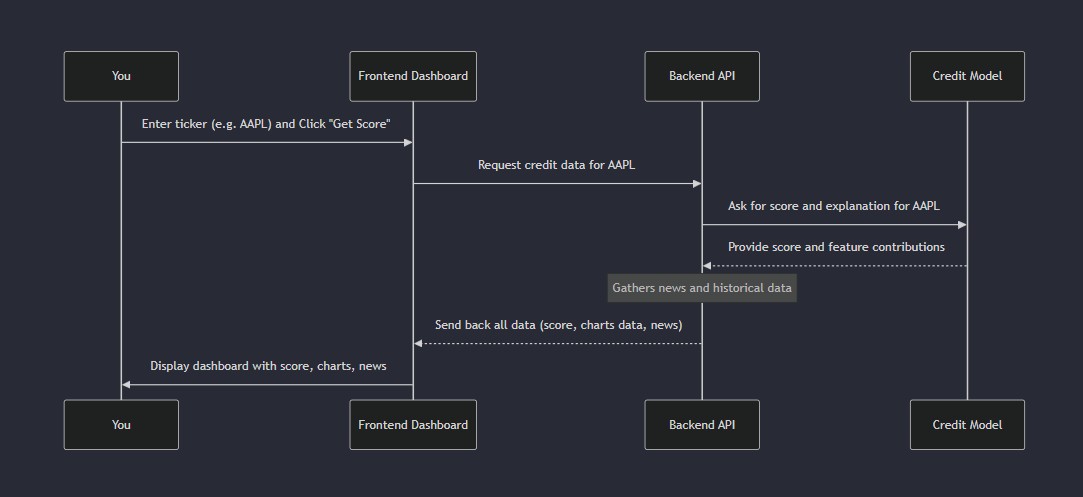 You
Frontend Dashboard
Backend API
Credit Model
Enter ticker (e.g. AAPL) and Click "Get Score"
Request credit data for AAPL
Ask for score and explanation for AAPL
Provide score and feature contributions
Gathers news and historical data
Send back all data (score, charts data, news)
Display dashboard with score, charts, news
You
Frontend Dashboard
Backend API
Credit Model